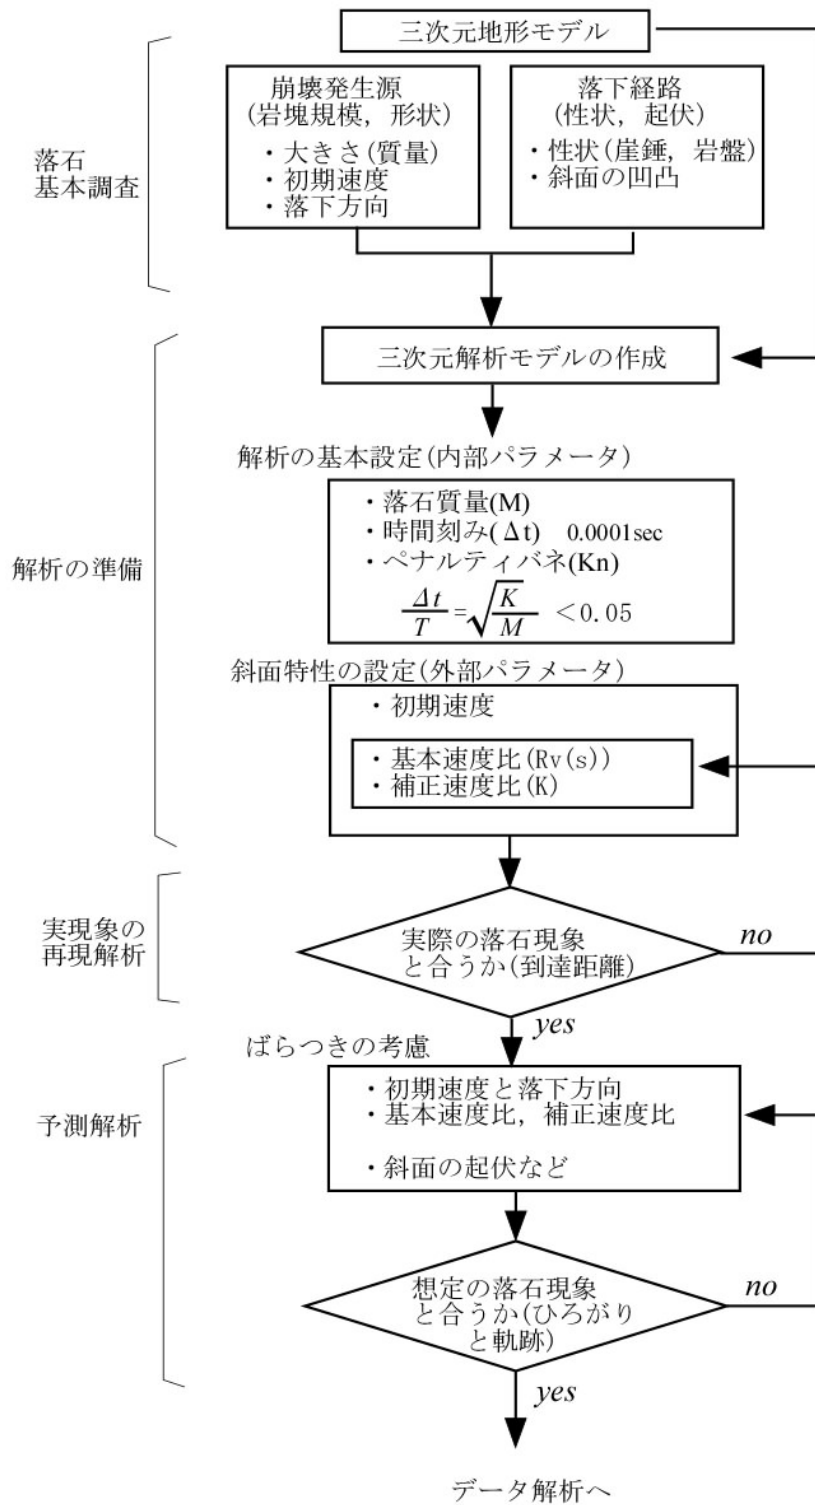 三次元地形モデル
崩壊発生源
(岩塊規模, 形状)
・大きさ(質量)
・初期速度
・落下方向
落下経路
(性状, 起伏)
・性状(崖錐, 岩盤)
・斜面の凹凸
落石
基本調査
三次元解析モデルの作成
解析の基本設定(内部パラメータ)
・落石質量(M)
・時間刻み(Δt) 0.0001sec
・ペナルティバネ(Kn)
Δt/T=√K/M <0.05
解析の準備
斜面特性の設定(外部パラメータ)
・初期速度
・基本速度比(Rv(s))
・補正速度比(K)
実現象の
再現解析
実際の落石現象
と合うか(到達距離)
no
yes
ばらつきの考慮
・初期速度と落下方向
・基本速度比, 補正速度比
・斜面の起伏など
予測解析
想定の落石現象
と合うか(ひろがり
と軌跡)
no
yes
データ解析へ